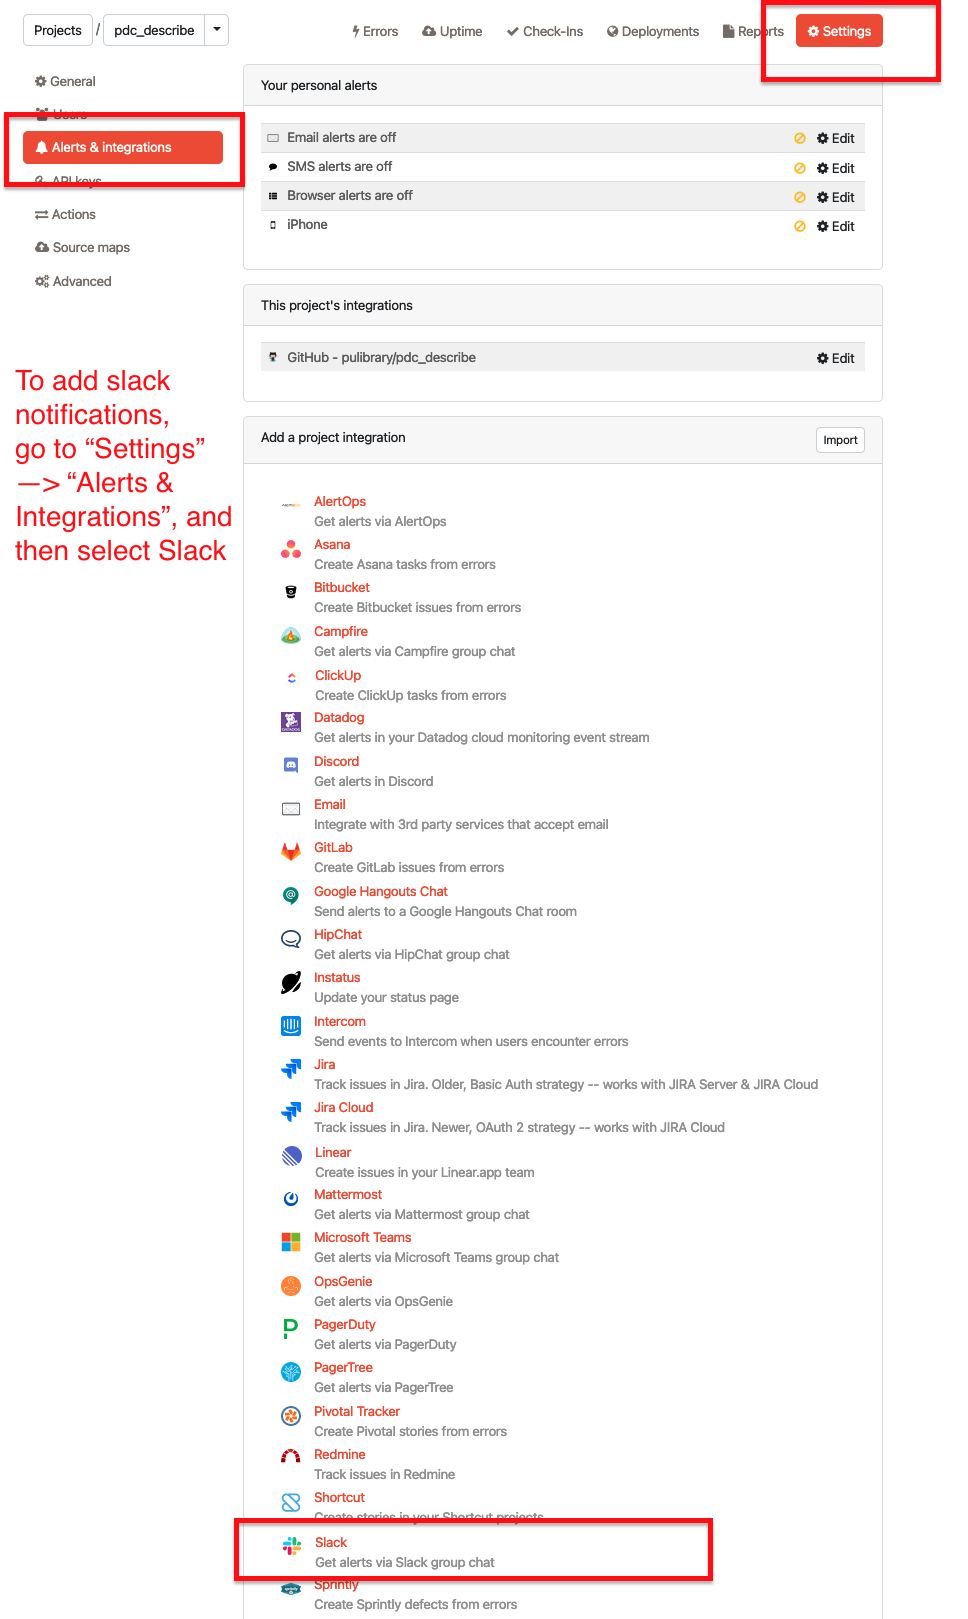 Projects / pdc_describe
Errors Uptime Check-Ins Deployments Reports Settings
General
Users
Alerts & integrations
API keys
Actions
Source maps
Advanced
To add slack
notifications,
go to “Settings”
—> “Alerts &
Integrations”, and
then select Slack
Your personal alerts
Email alerts are off Edit
SMS alerts are off Edit
Browser alerts are off Edit
iPhone Edit
This project's integrations
GitHub - pulibrary/pdc_describe Edit
Add a project integration Import
AlertOps
Get alerts via AlertOps
Asana
Create Asana tasks from errors
Bitbucket
Create Bitbucket issues from errors
Campfire
Get alerts via Campfire group chat
ClickUp
Create ClickUp tasks from errors
Datadog
Get alerts in your Datadog cloud monitoring event stream
Discord
Get alerts in Discord
Email
Integrate with 3rd party services that accept email
GitLab
Create GitLab issues from errors
Google Hangouts Chat
Send alerts to a Google Hangouts Chat room
HipChat
Get alerts via HipChat group chat
Instatus
Update your status page
Intercom
Send events to Intercom when users encounter errors
Jira
Track issues in Jira. Older, Basic Auth strategy -- works with JIRA Server & JIRA Cloud
Jira Cloud
Track issues in Jira. Newer, OAuth 2 strategy -- works with JIRA Cloud
Linear
Create issues in your Linear.app team
Mattermost
Get alerts via Mattermost group chat
Microsoft Teams
Get alerts via Microsoft Teams group chat
OpsGenie
Get alerts via OpsGenie
PagerDuty
Get alerts via PagerDuty
PagerTree
Get alerts via PagerTree
Pivotal Tracker
Create Pivotal stories from errors
Redmine
Track issues in Redmine
Shortcut
Create stories in your Shortcut projects
Slack
Get alerts via Slack group chat
Sprintly
Create Sprintly defects from errors